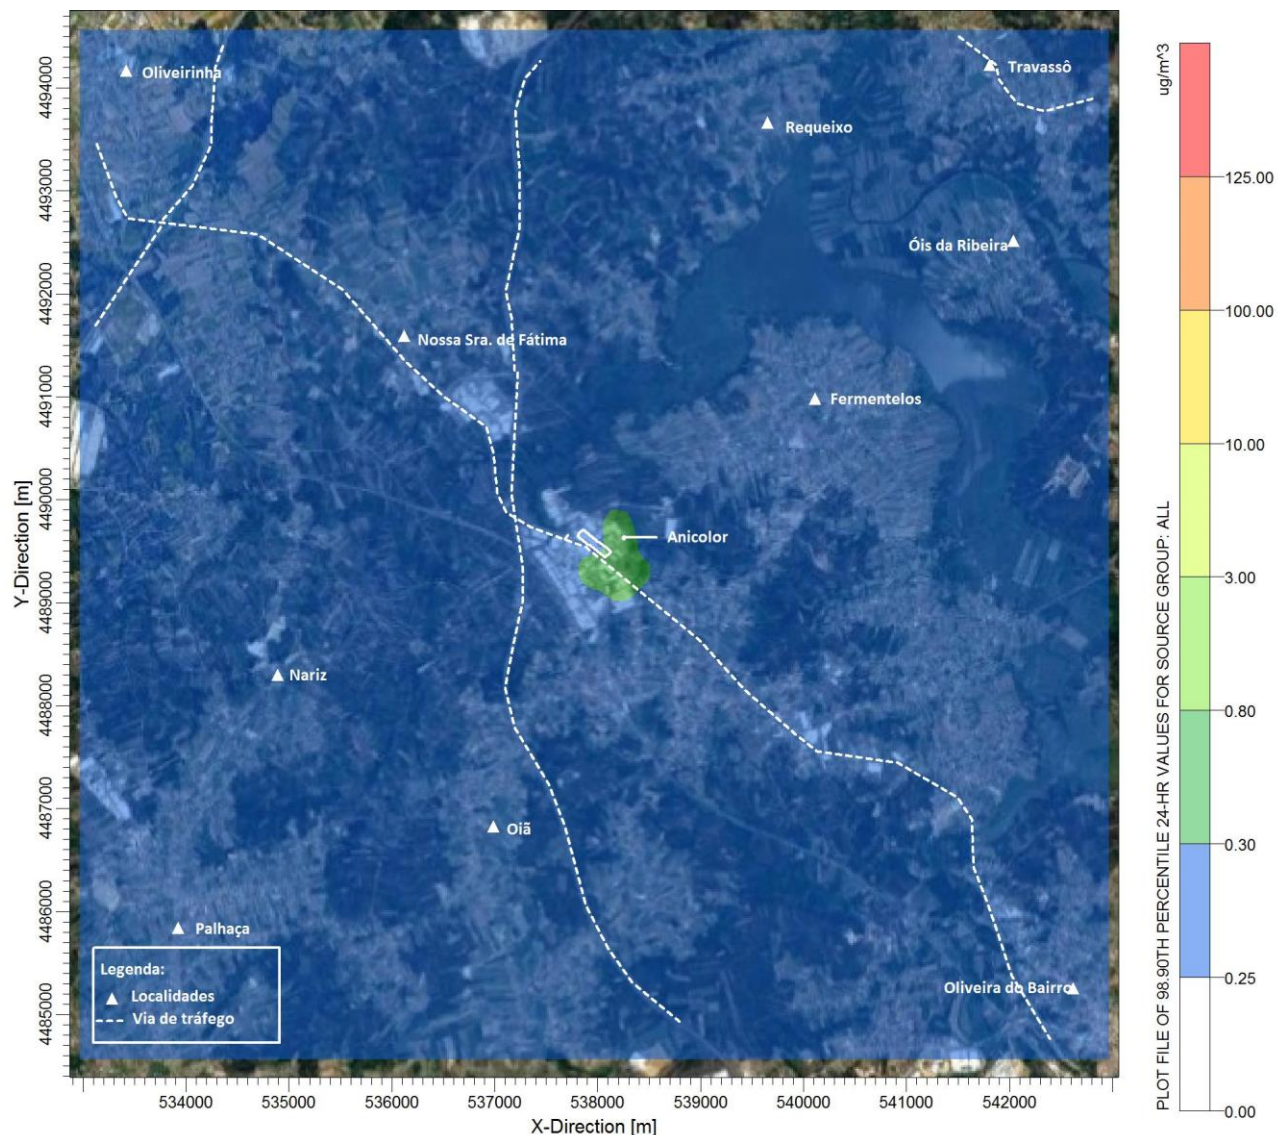 Oliveirinha
Travassô
Requeixo
Óis da Ribeira
Nossa Sra. de Fátima
Fermentelos
Anicolor
Nariz
Oiã
Palhaça
Oliveira do Bairro
Legenda:
Localidades
Via de tráfego
Y-Direction [m]
4494000
4493000
4492000
4491000
4490000
4489000
4488000
4487000
4486000
4485000
534000
535000
536000
537000
538000
539000
540000
541000
542000
X-Direction [m]
PLOT FILE OF 98.90TH PERCENTILE 24-HR VALUES FOR SOURCE GROUP: ALL
ug/m^3
125.00
100.00
10.00
3.00
0.80
0.30
0.25
0.00